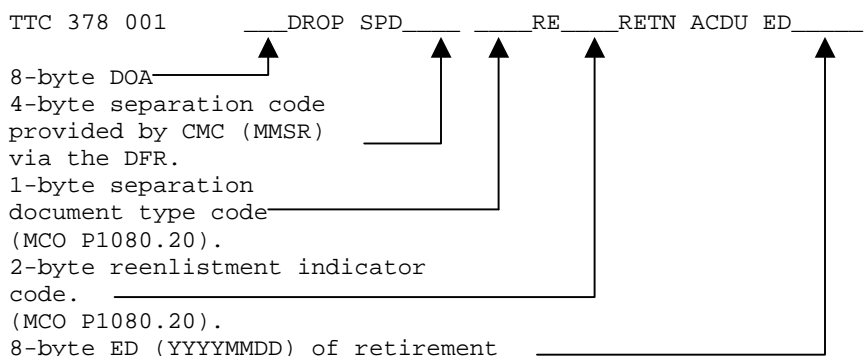 TTC 378 001 ___DROP SPD____ ____RE____RETN ACDU ED_____
8-byte DOA
4-byte separation code
provided by CMC (MMSR)
via the DFR.
1-byte separation
document type code
(MCO P1080.20).
2-byte reenlistment indicator
code.
(MCO P1080.20).
8-byte ED (YYYYMMDD) of retirement